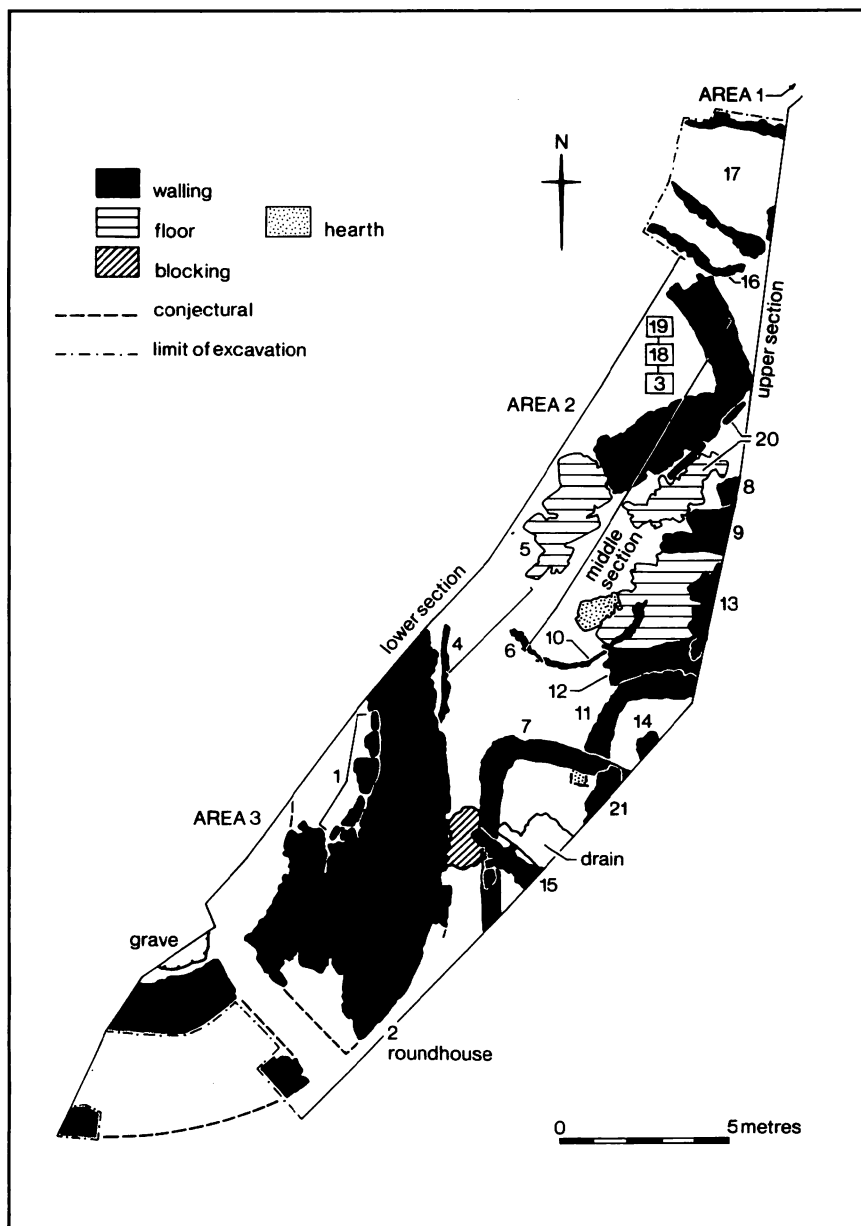 AREA 1
N
17
walling
floor
hearth
blocking
16
conjectural
upper section
19
limit of excavation
18
3
AREA 2
20
8
9
5
middle section
13
lower section
4
6
10
12
11
7
14
1
AREA 3
21
drain
15
grave
2
roundhouse
0 5 metres